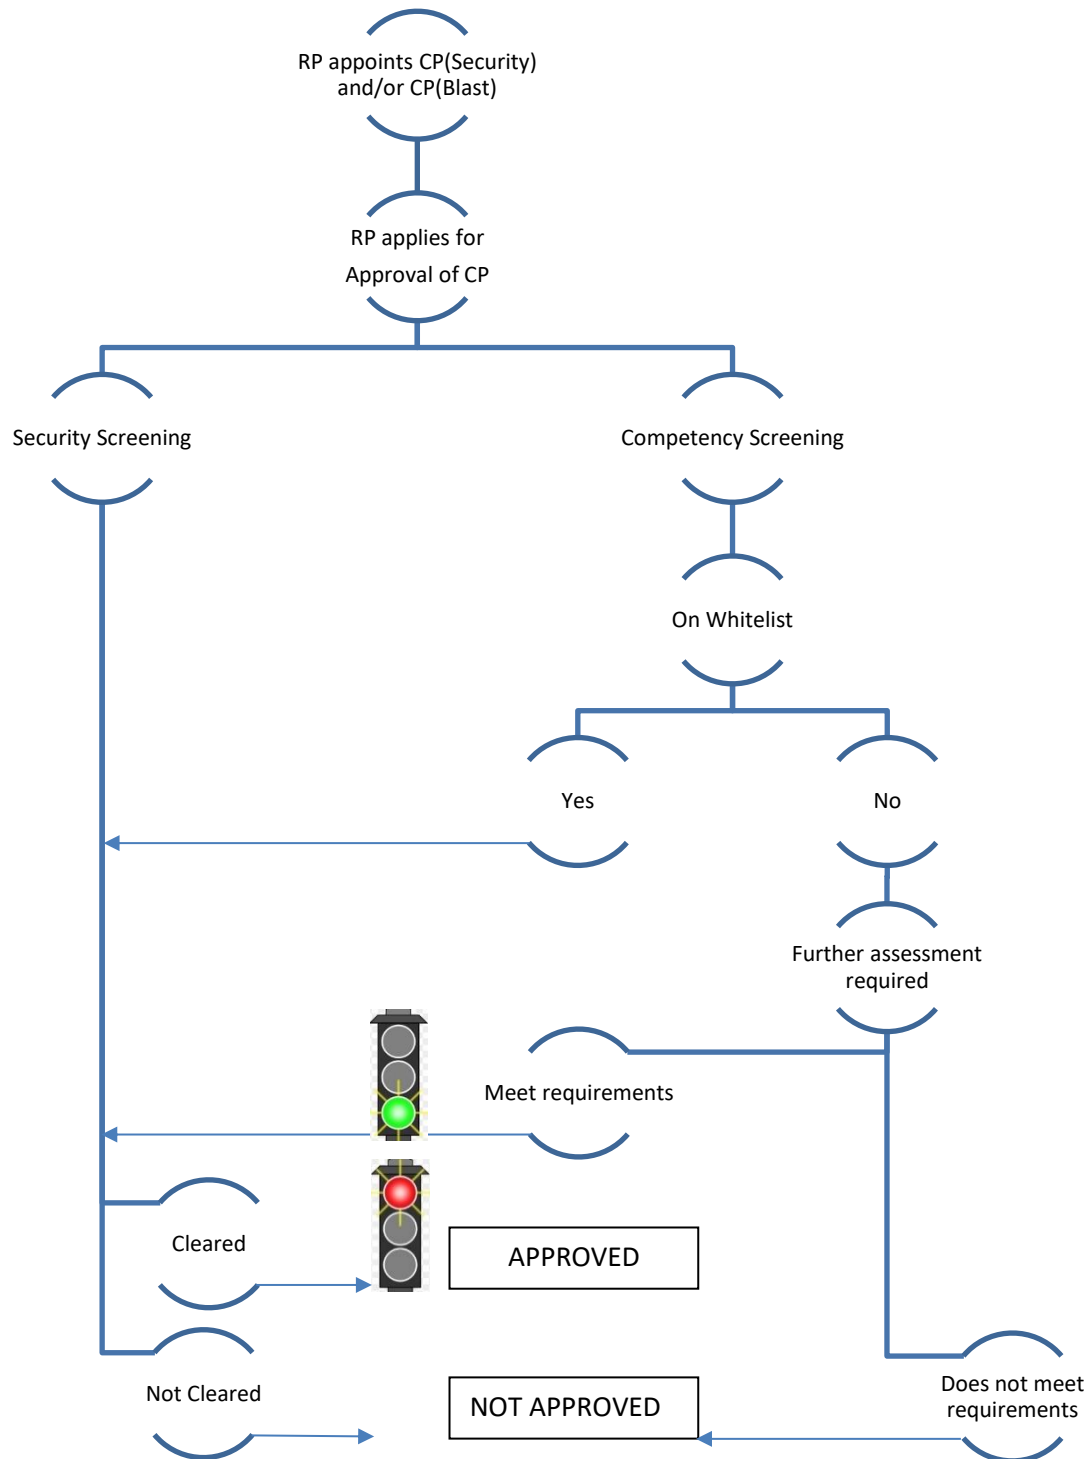 RP appoints CP(Security)
and/or CP(Blast)
RP applies for
Approval of CP
Security Screening
Competency Screening
On Whitelist
Yes
No
Further assessment
required
Meet requirements
Cleared
APPROVED
Not Cleared
NOT APPROVED
Does not meet
requirements